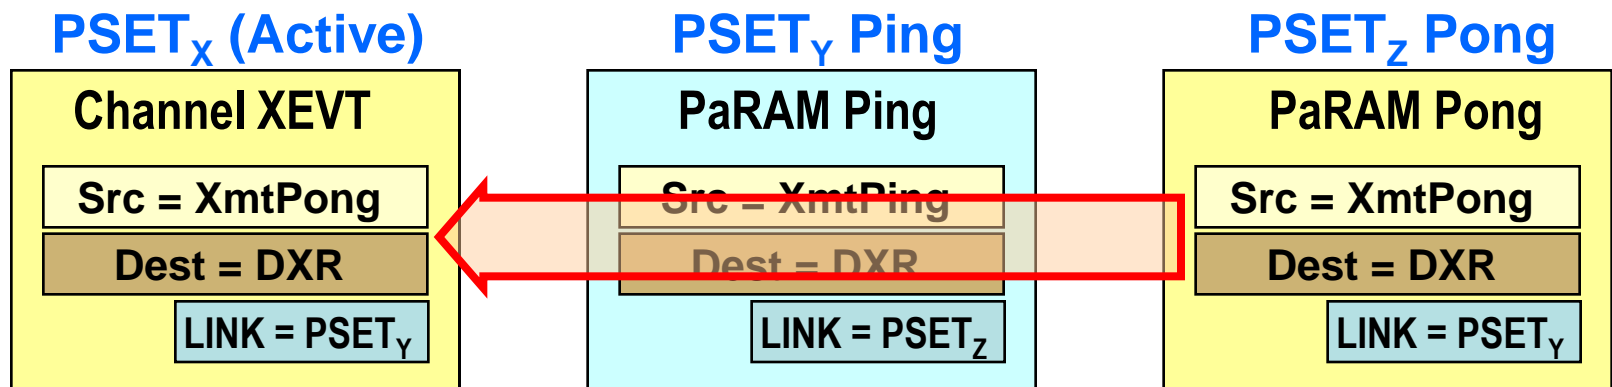 PSETX (Active)
Channel XEVT
Src = XmtPong
Dest = DXR
LINK = PSETY
PSETY Ping
PaRAM Ping
Src = XmtPing
Dest = DXR
LINK = PSETZ
PSETZ Pong
PaRAM Pong
Src = XmtPong
Dest = DXR
LINK = PSETY